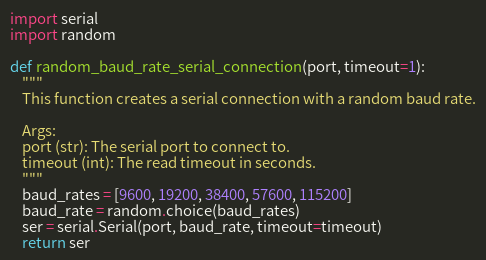 import serial
import random

def random_baud_rate_serial_connection(port, timeout=1):
    """
    This function creates a serial connection with a random baud rate.

    Args:
    port (str): The serial port to connect to.
    timeout (int): The read timeout in seconds.
    """
    baud_rates = [9600, 19200, 38400, 57600, 115200]
    baud_rate = random.choice(baud_rates)
    ser = serial.Serial(port, baud_rate, timeout=timeout)
    return ser